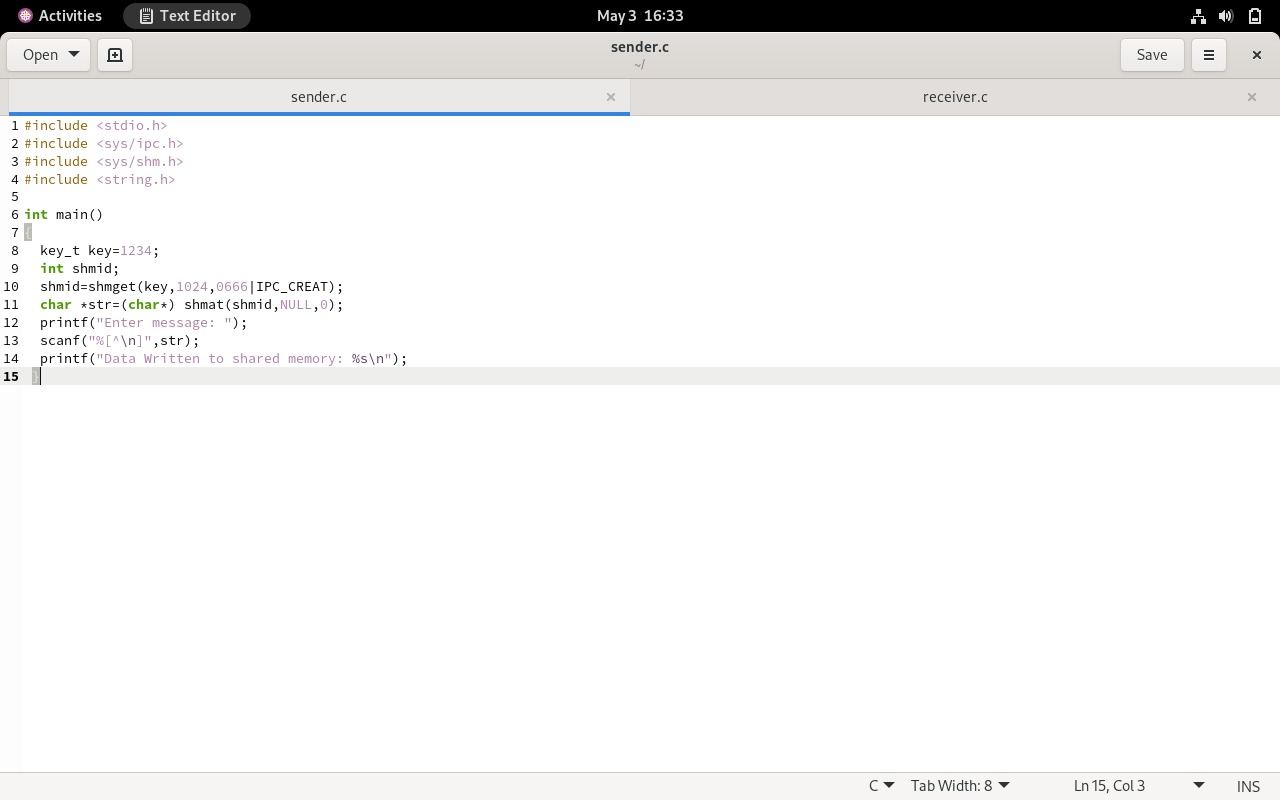 Activities Text Editor May 3 16:33
Open sender.c Save
~/
sender.c receiver.c
1 #include <stdio.h>
2 #include <sys/ipc.h>
3 #include <sys/shm.h>
4 #include <string.h>
5
6 int main()
7 {
8   key_t key=1234;
9   int shmid;
10   shmid=shmget(key,1024,0666|IPC_CREAT);
11   char *str=(char*) shmat(shmid,NULL,0);
12   printf("Enter message: ");
13   scanf("%[^\n]",str);
14   printf("Data Written to shared memory: %s\n");
15  }
C Tab Width: 8 Ln 15, Col 3 INS